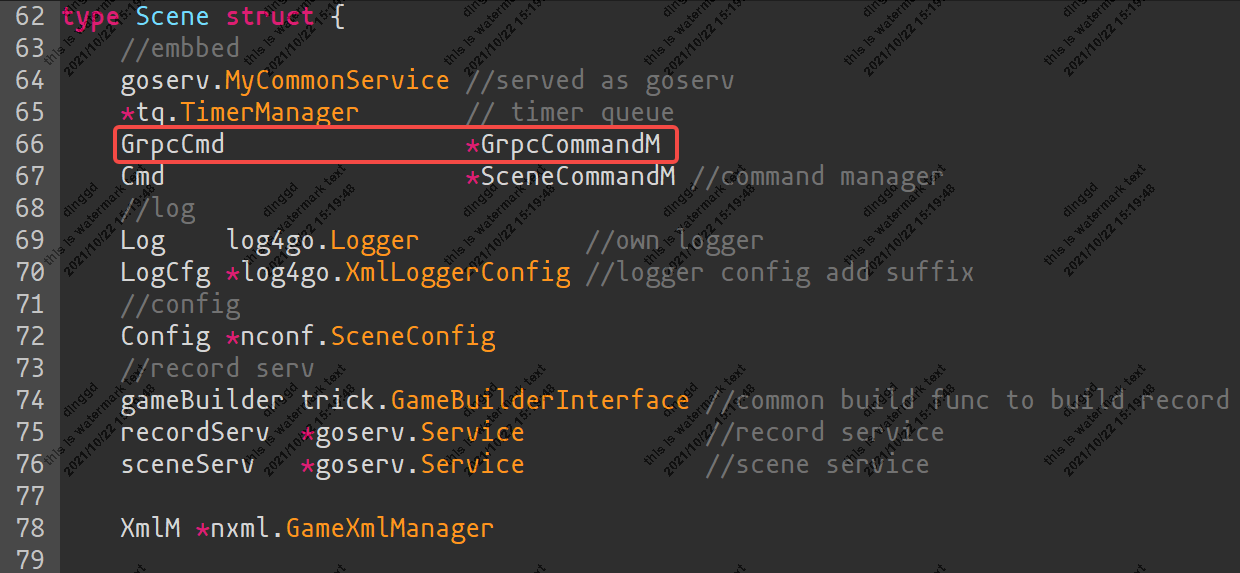 62 type Scene struct {
63     //embbed
64     goserv.MyCommonService //served as goserv
65     *tq.TimerManager       // timer queue
66     GrpcCmd                *GrpcCommandM
67     Cmd                    *SceneCommandM //command manager
68     //log
69     Log    log4go.Logger           //own logger
70     LogCfg *log4go.XmlLoggerConfig //logger config add suffix
71     //config
72     Config *nconf.SceneConfig
73     //record serv
74     gameBuilder trick.GameBuilderInterface //common build func to build record
75     recordServ  *goserv.Service            //record service
76     sceneServ   *goserv.Service            //scene service
77
78     XmlM *nxml.GameXmlManager
79
dinggd
this is watermark text
2021/10/22 15:19:48